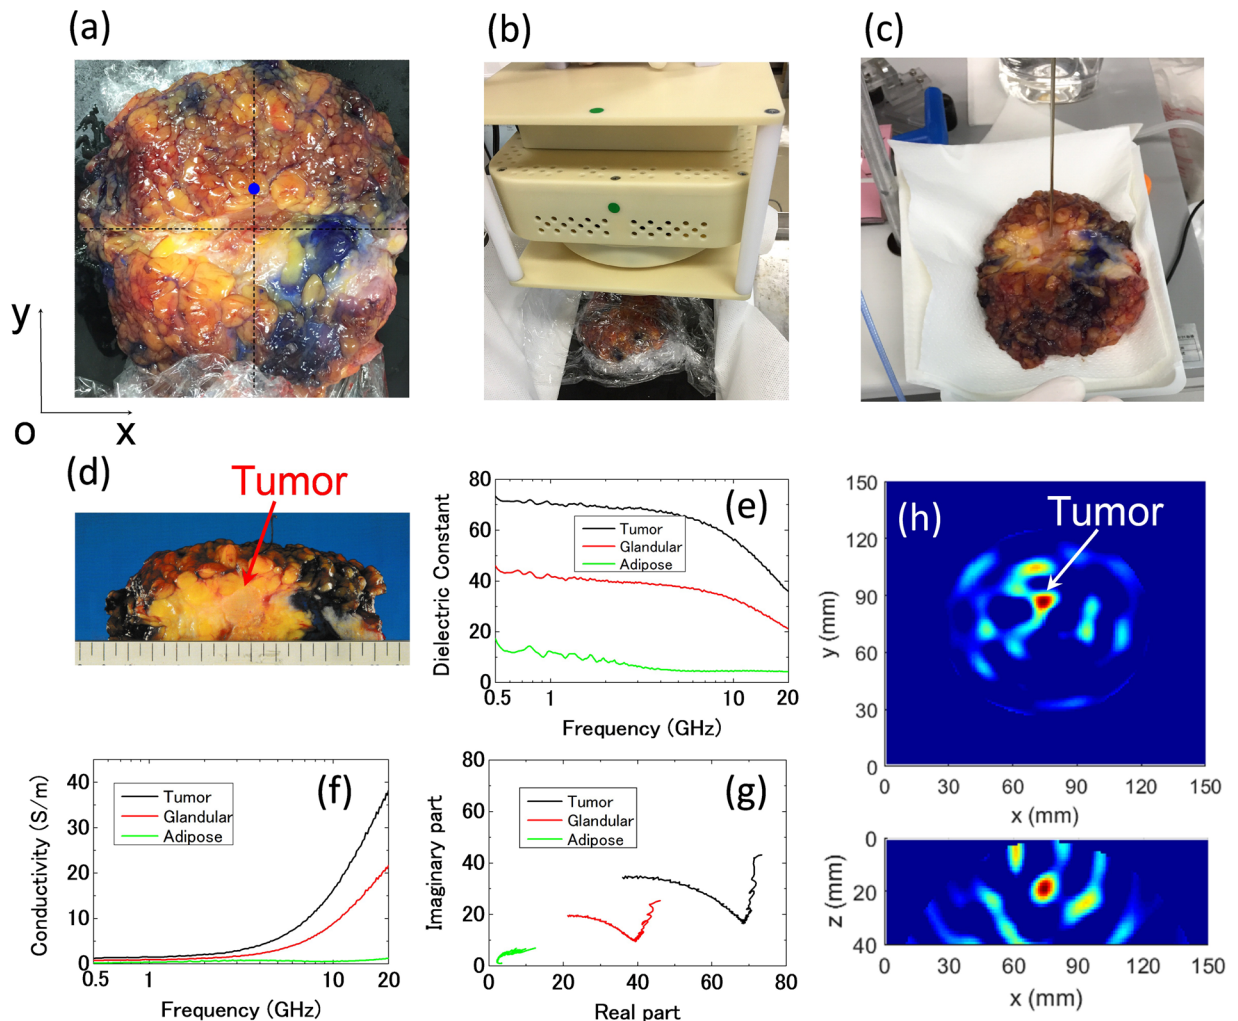 (a)
(b)
(c)
y
o
x
(d)
Tumor
(e)
80
60
40
20
0
Dielectric Constant
Tumor
Glandular
Adipose
0.5
1
10
20
Frequency (GHz)
(h)
Tumor
150
120
90
60
30
0
y (mm)
0
30
60
90
120
150
x (mm)
(f)
40
30
20
10
0
Conductivity (S/m)
Tumor
Glandular
Adipose
0.5
1
10
20
Frequency (GHz)
(g)
80
60
40
20
0
Imaginary part
Tumor
Glandular
Adipose
0
20
40
60
80
Real part
0
20
40
z (mm)
0
30
60
90
120
150
x (mm)